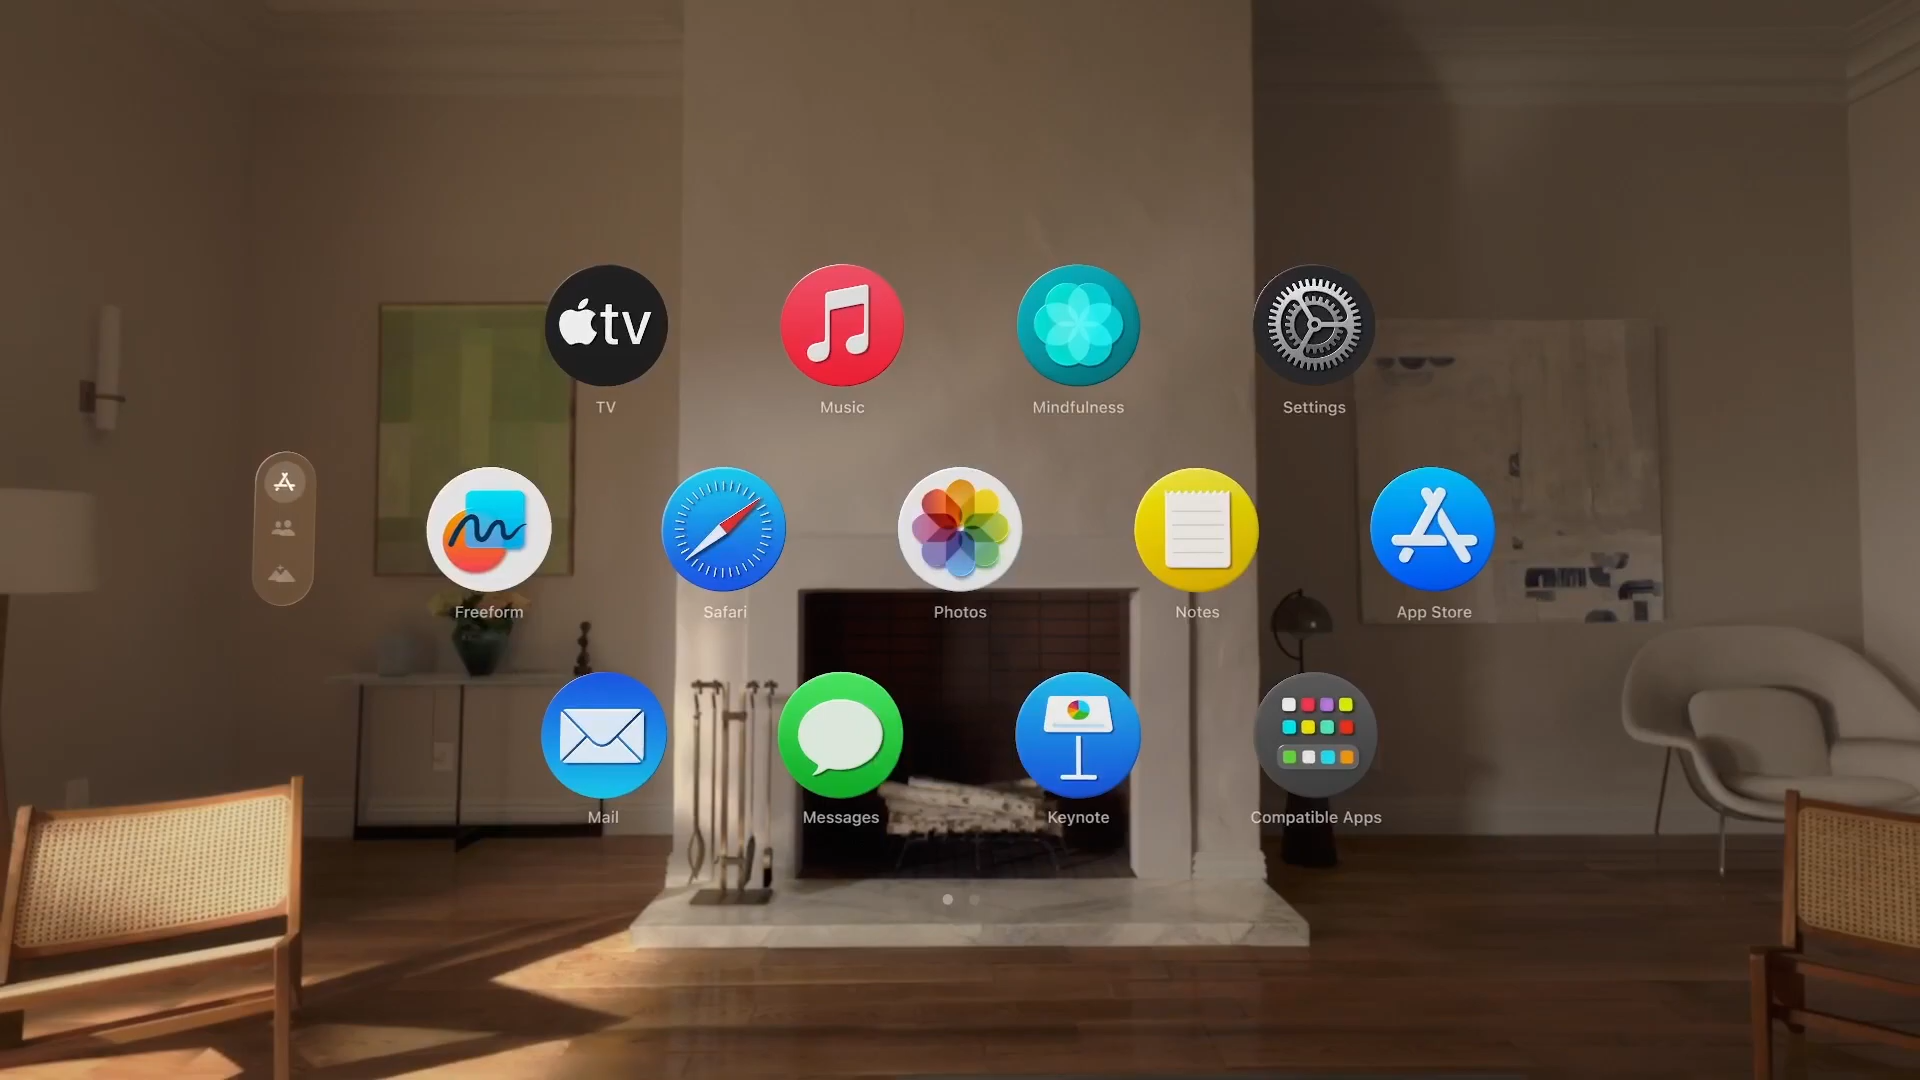 tv
TV
Music
Mindfulness
Settings
Freeform
Safari
Photos
Notes
App Store
Mail
Messages
Keynote
Compatible Apps